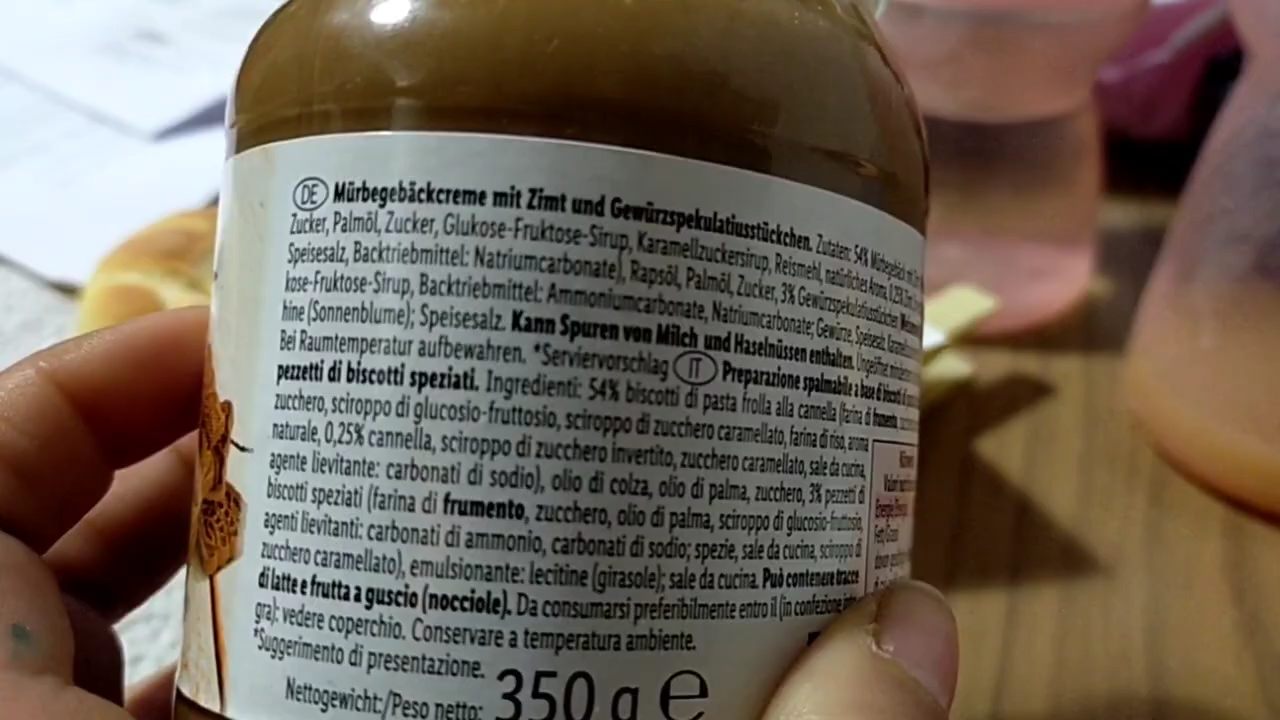 DE Mürbegebäckcreme mit Zimt und Gewürzspekulatiusstückchen. Zutaten: 54% Mürbegebäck mit
Zucker, Palmöl, Zucker, Glukose-Fruktose-Sirup, Karamellzuckersirup, Reismehl, natürliches Aroma, 0,25% Zimt,
Speisesalz, Backtriebmittel: Natriumcarbonate), Rapsöl, Palmöl, Zucker, 3% Gewürzspekulatiusstückchen
kose-Fruktose-Sirup, Backtriebmittel: Ammoniumcarbonate, Natriumcarbonate; Gewürze, Speisesalz,
hine (Sonnenblume); Speisesalz. Kann Spuren von Milch und Haselnüssen enthalten. Ungeöffnet
Bei Raumtemperatur aufbewahren. *Serviervorschlag IT Preparazione spalmabile a base di biscotti
pezzetti di biscotti speziati. Ingredienti: 54% biscotti di pasta frolla alla cannella (farina di frumento,
zucchero, sciroppo di glucosio-fruttosio, sciroppo di zucchero caramellato, farina di riso, aroma
naturale, 0,25% cannella, sciroppo di zucchero invertito, zucchero caramellato, sale da cucina,
agente lievitante: carbonati di sodio), olio di colza, olio di palma, zucchero, 3% pezzetti di
biscotti speziati (farina di frumento, zucchero, olio di palma, sciroppo di glucosio-fruttosio,
agenti lievitanti: carbonati di ammonio, carbonati di sodio; spezie, sale da cucina, sciroppo di
zucchero caramellato), emulsionante: lecitine (girasole); sale da cucina. Può contenere tracce
di latte e frutta a guscio (nocciole). Da consumarsi preferibilmente entro il (in confezione
gra): vedere coperchio. Conservare a temperatura ambiente.
*Suggerimento di presentazione.
Nettogewicht:/Peso netto: 350 g e